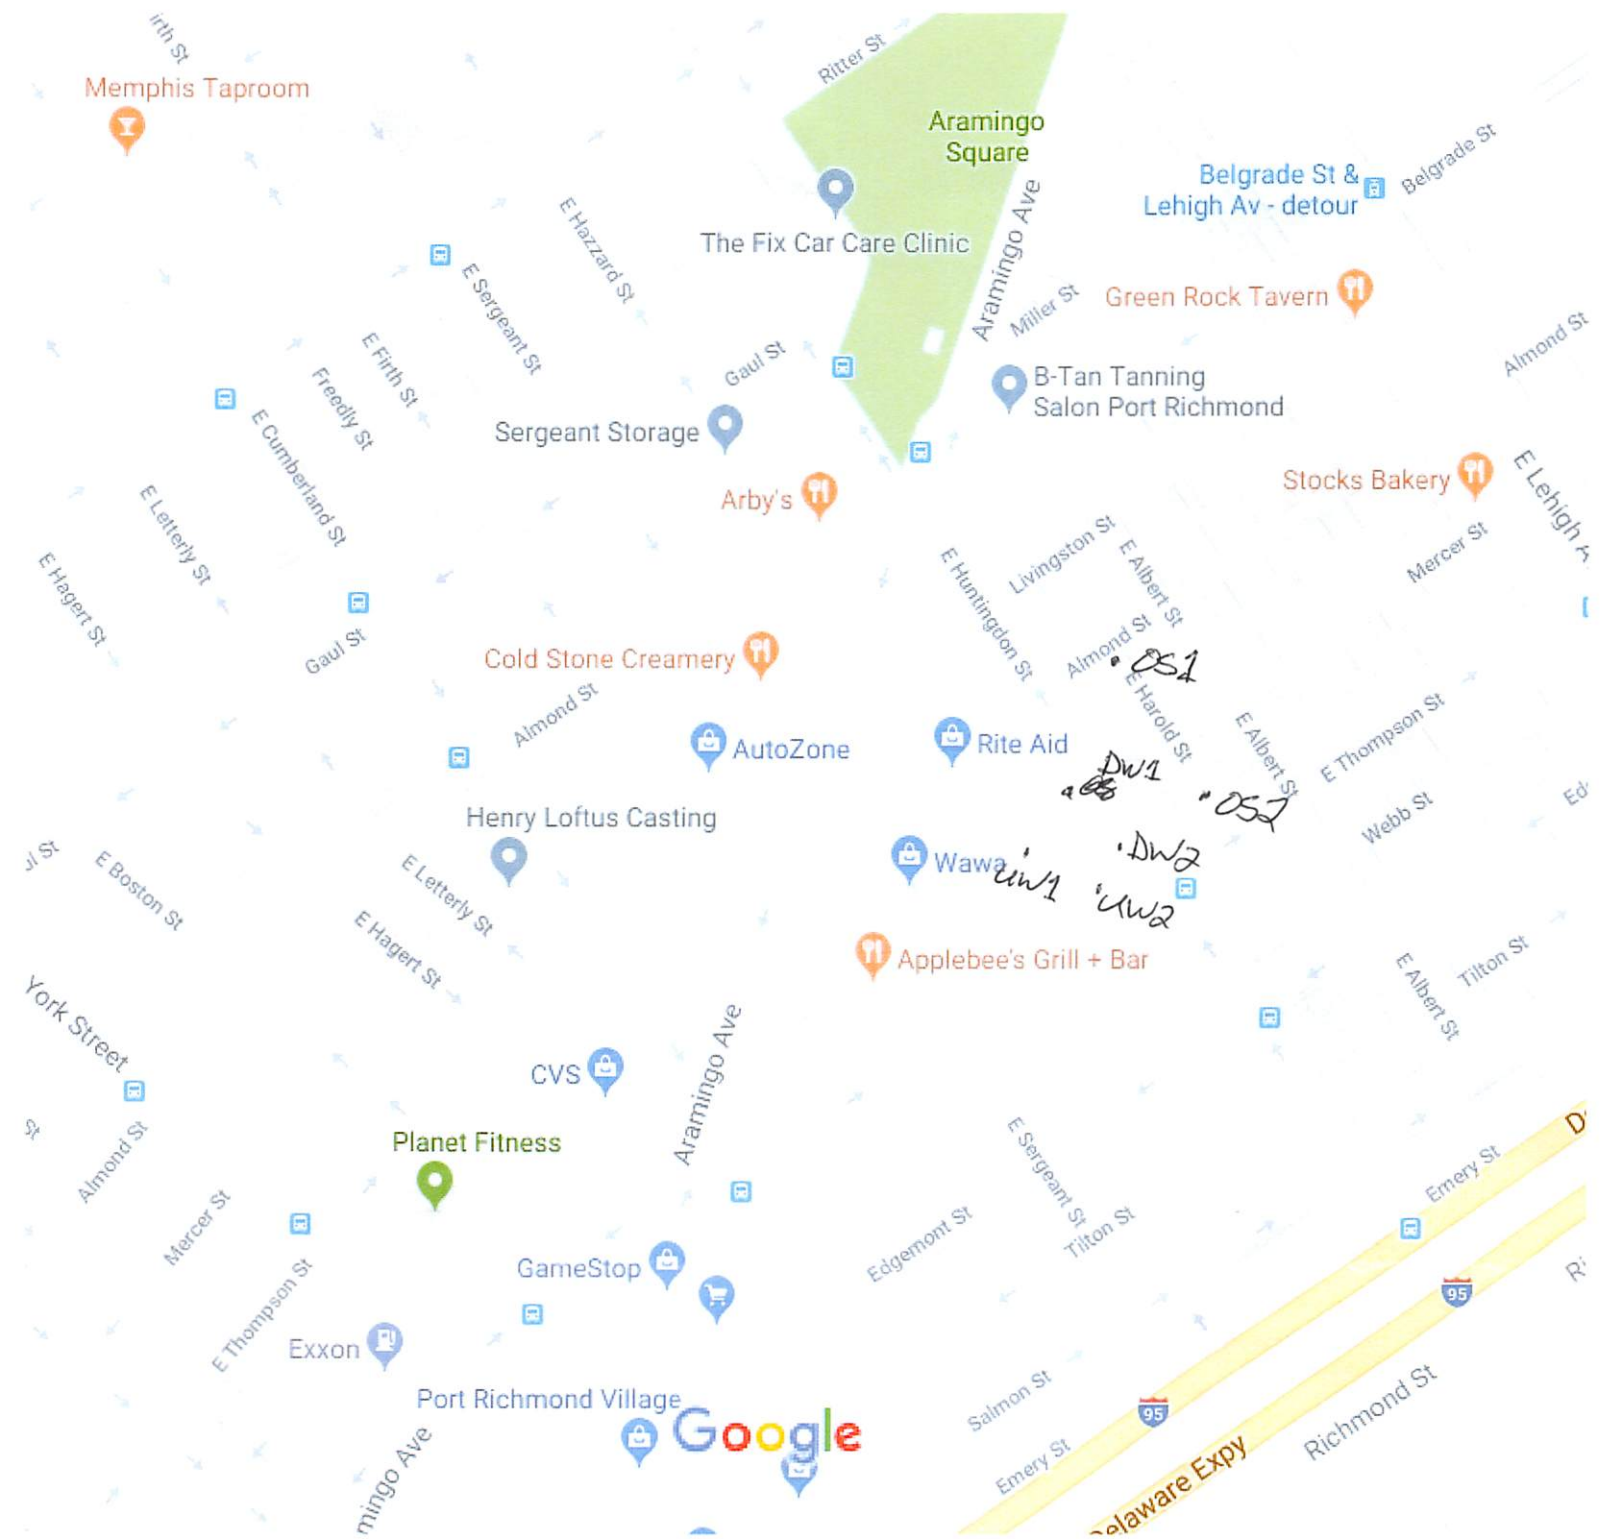 irth St
Memphis Taproom
Ritter St
Aramingo
Square
Belgrade St &
Lehigh Av - detour
Belgrade St
Aramingo Ave
The Fix Car Care Clinic
E Hazzard St
E Sergeant St
Miller St
Green Rock Tavern
Almond St
E Firth St
Freedly St
Gaul St
B-Tan Tanning
Salon Port Richmond
Sergeant Storage
E Cumberland St
Arby's
Stocks Bakery
E Lehigh A
E Letterly St
E Hagert St
Livingston St
E Albert St
E Huntingdon St
Mercer St
Gaul St
Almond St
OS1
Cold Stone Creamery
Almond St
E Harold St
E Albert St
E Thompson St
AutoZone
Rite Aid
DW1
OS2
Webb St
Ed
Henry Loftus Casting
Wawa
DW2
UW1
UW2
E Boston St
E Letterly St
E Hagert St
Applebee's Grill + Bar
E Albert St
Tilton St
York Street
Aramingo Ave
CVS
St
Almond St
Planet Fitness
E Sergeant St
D
Emery St
Mercer St
Tilton St
Edgemont St
GameStop
E Thompson St
95
Exxon
Port Richmond Village
Google
Salmon St
95
Richmond St
Emery St
elaware Expy
mingo Ave